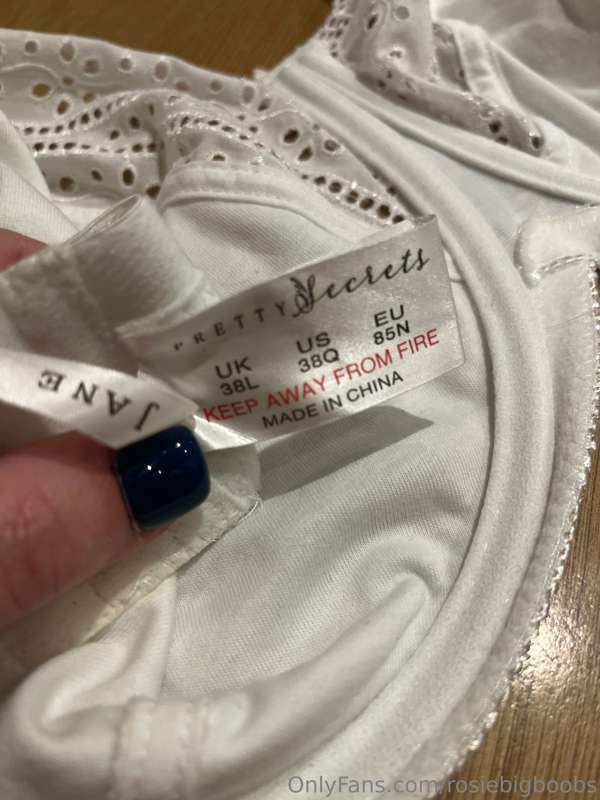 PRETTY Secrets
UK US EU
38L 38Q 85N
KEEP AWAY FROM FIRE
MADE IN CHINA
JANE
OnlyFans.com/rosiebigboobs